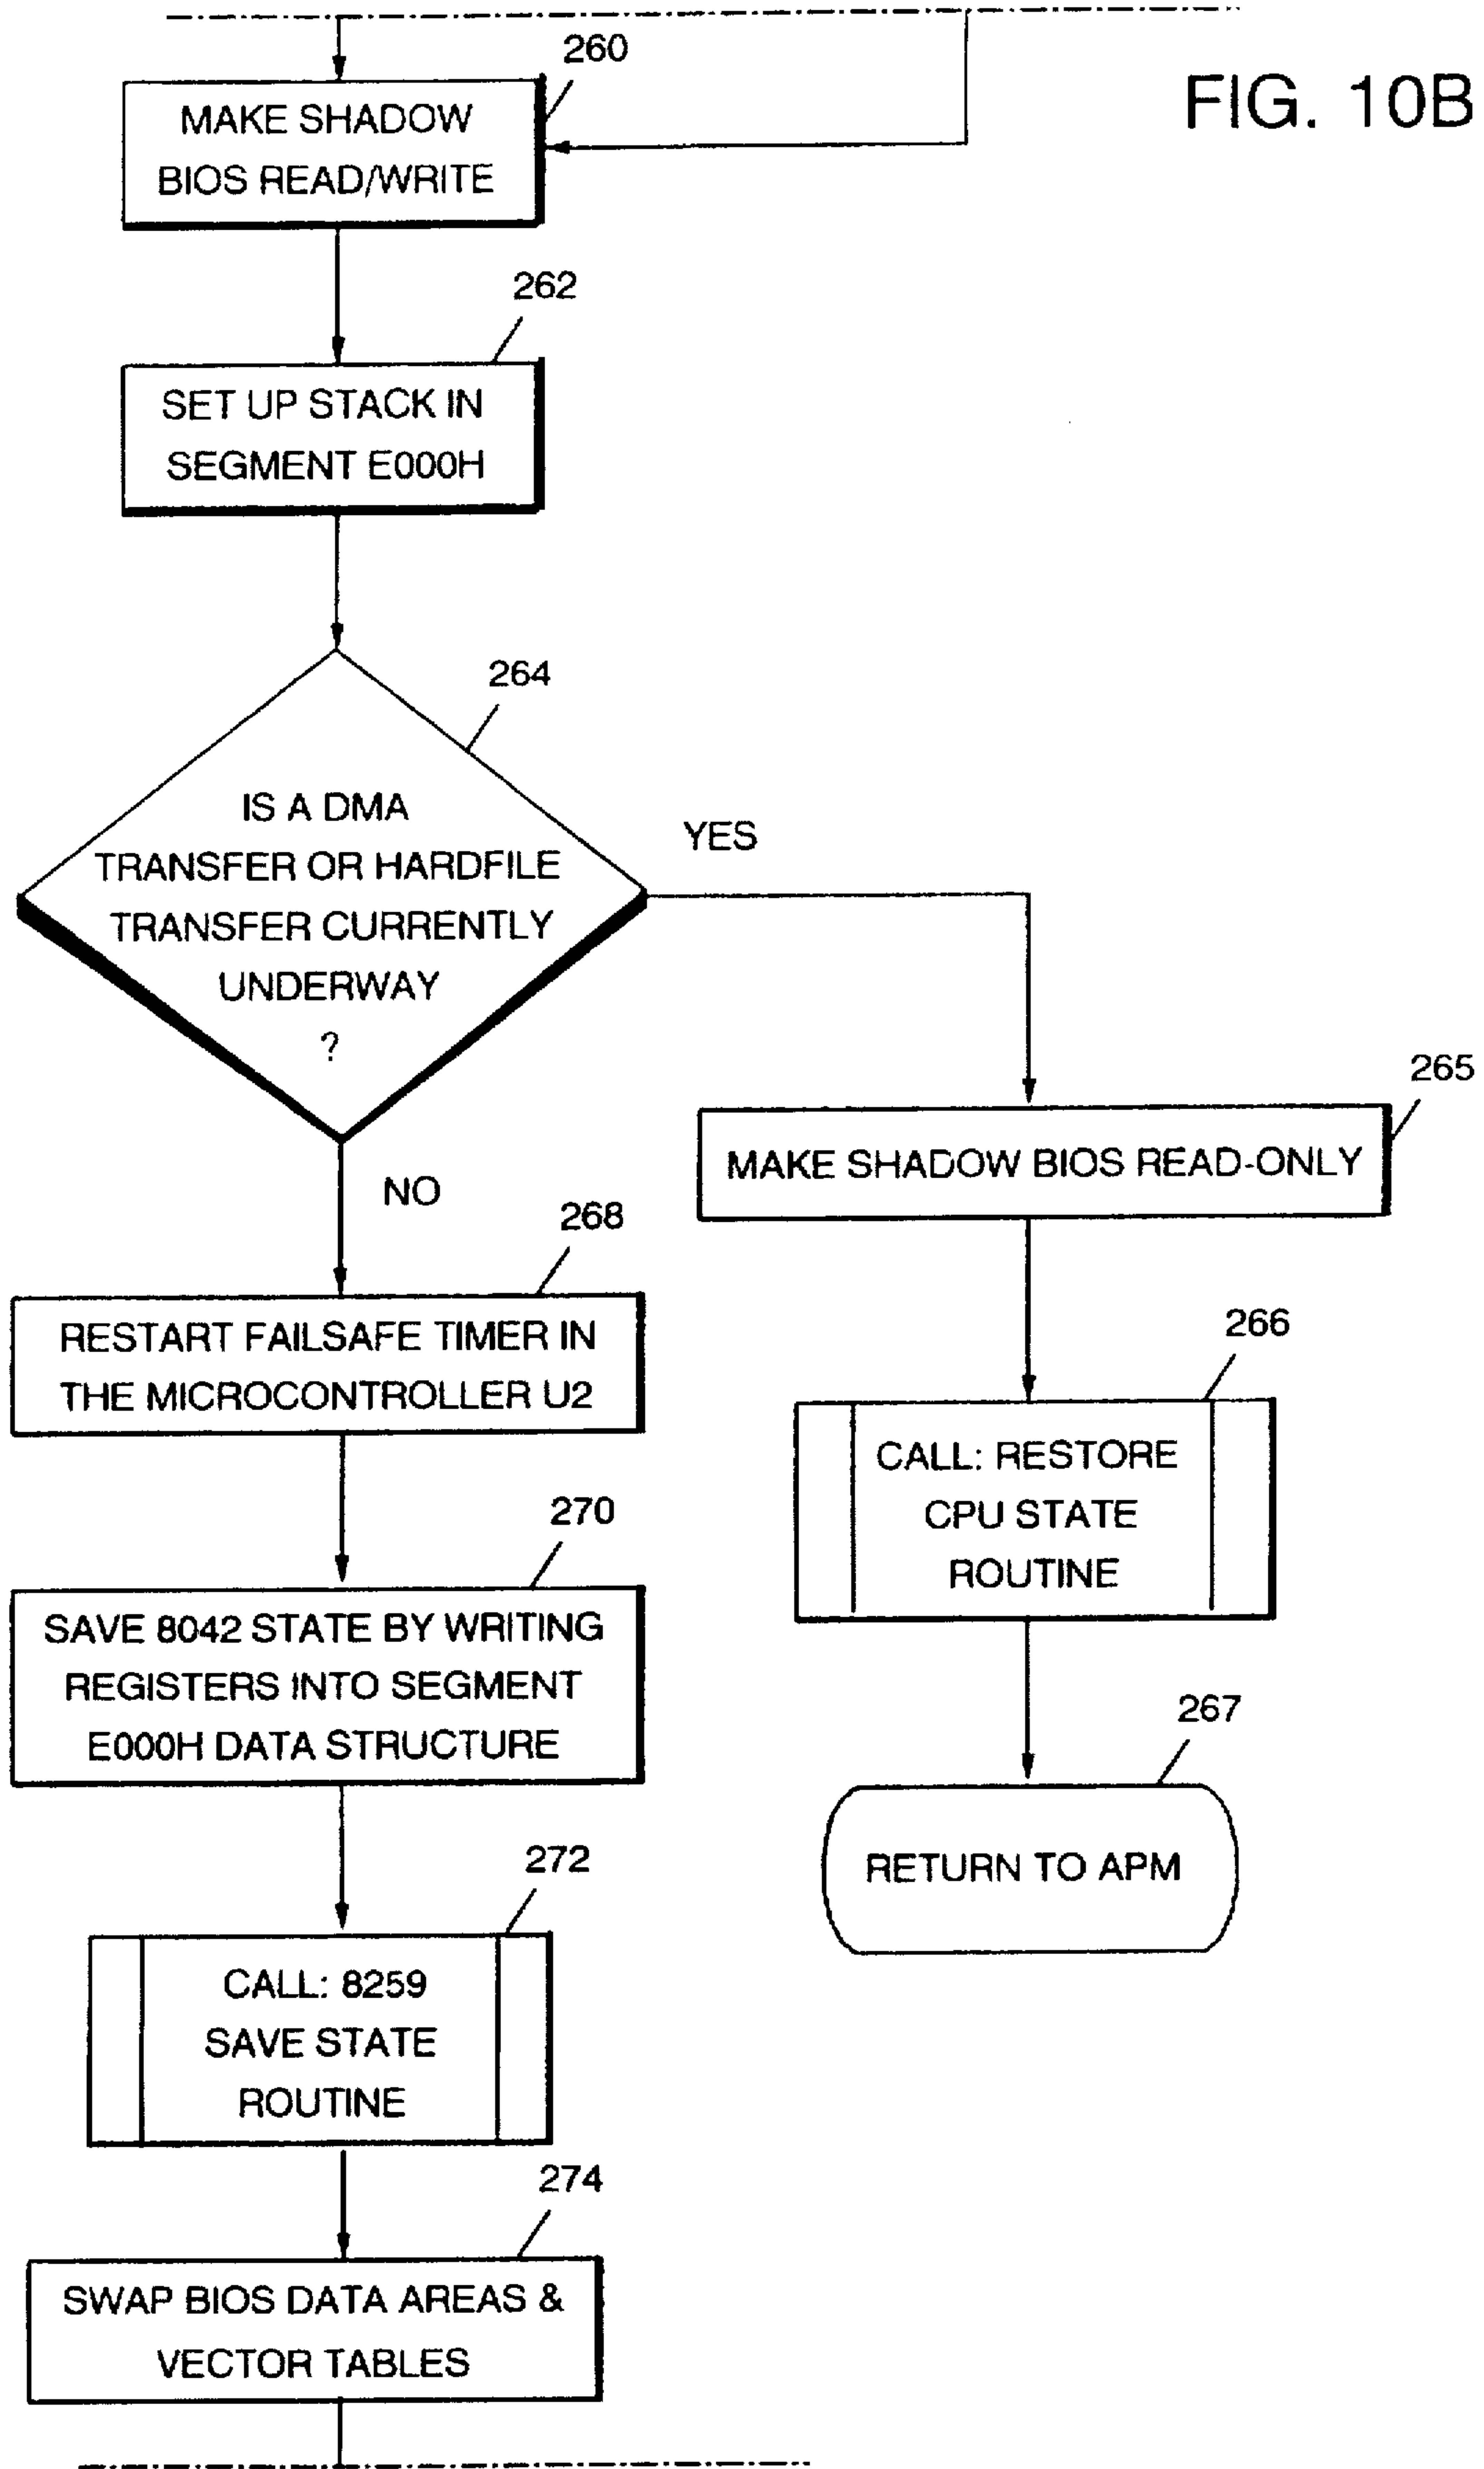 FIG. 10B
260
MAKE SHADOW
BIOS READ/WRITE
262
SET UP STACK IN
SEGMENT E000H
264
IS A DMA
TRANSFER OR HARDFILE
TRANSFER CURRENTLY
UNDERWAY
?
YES
NO
265
MAKE SHADOW BIOS READ-ONLY
266
CALL: RESTORE
CPU STATE
ROUTINE
267
RETURN TO APM
268
RESTART FAILSAFE TIMER IN
THE MICROCONTROLLER U2
270
SAVE 8042 STATE BY WRITING
REGISTERS INTO SEGMENT
E000H DATA STRUCTURE
272
CALL: 8259
SAVE STATE
ROUTINE
274
SWAP BIOS DATA AREAS &
VECTOR TABLES